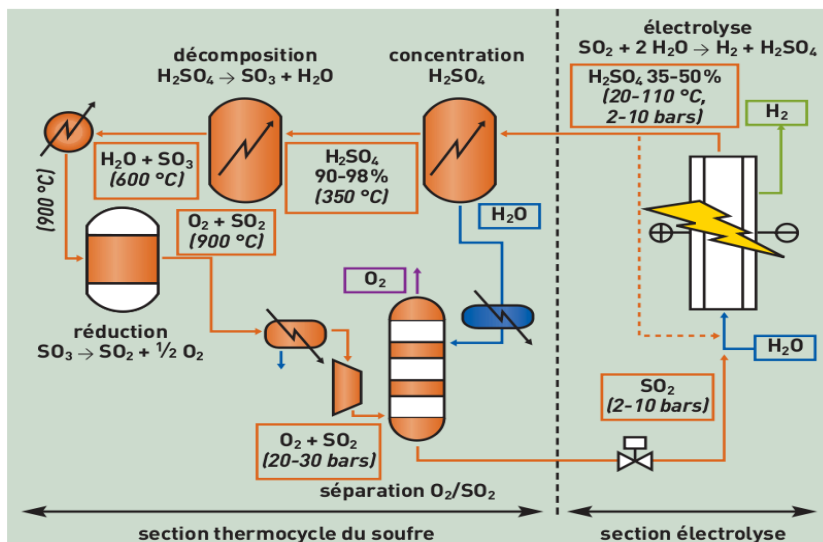 électrolyse
SO₂ + 2 H₂O → H₂ + H₂SO₄
décomposition
H₂SO₄ → SO₃ + H₂O
concentration
H₂SO₄
H₂SO₄ 35-50%
(20-110 °C,
2-10 bars)
H₂
H₂O + SO₃
(600 °C)
H₂SO₄
90-98%
(350 °C)
(900 °C)
O₂ + SO₂
(900 °C)
H₂O
O₂
réduction
SO₃ → SO₂ + ½ O₂
H₂O
SO₂
(2-10 bars)
O₂ + SO₂
(20-30 bars)
séparation O₂/SO₂
section thermocycle du soufre
section électrolyse